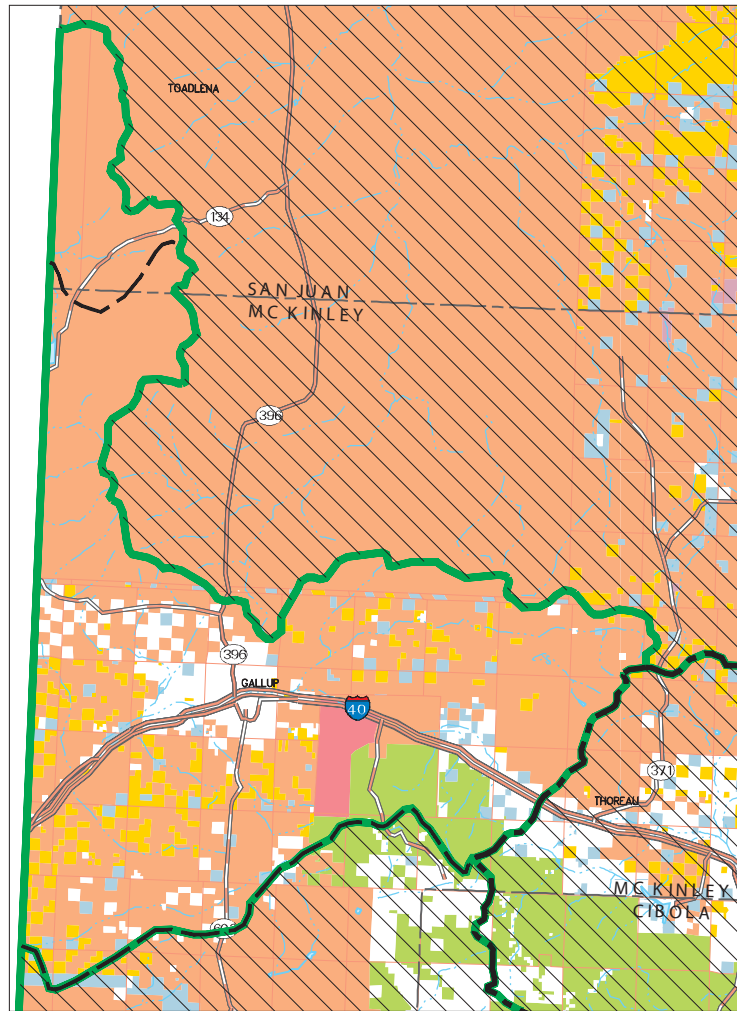 TOADLENA
134
SAN JUAN
MC KINLEY
396
396
GALLUP
40
371
THOREAU
MC KINLEY
CIBOLA